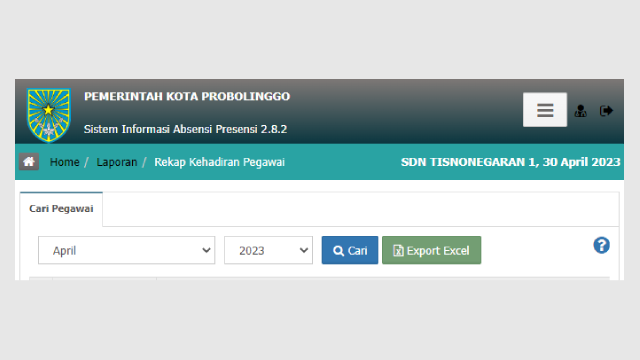 PEMERINTAH KOTA PROBOLINGGO
Sistem Informasi Absensi Presensi 2.8.2
Home / Laporan / Rekap Kehadiran Pegawai SDN TISNONEGARAN 1, 30 April 2023
Cari Pegawai
April 2023 Cari Export Excel ?